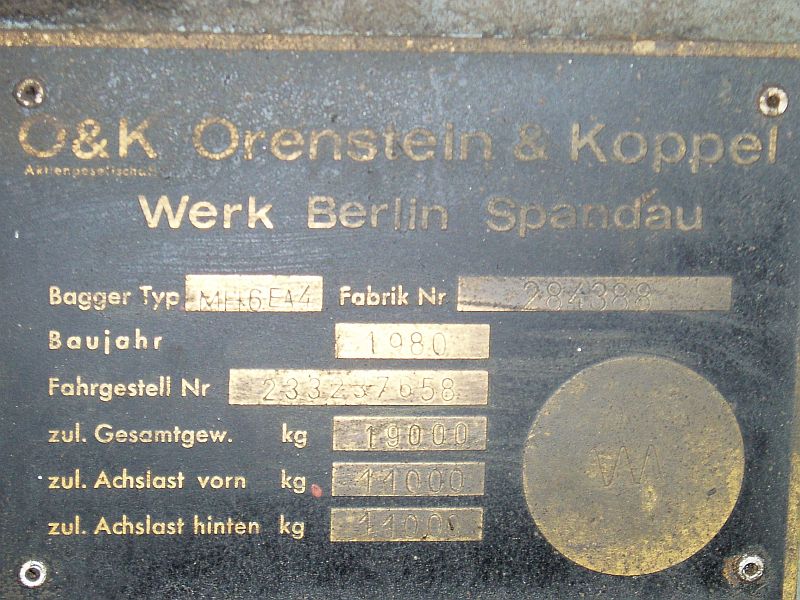 O&K Orenstein & Koppel
Aktiengesellschaft
Werk Berlin Spandau
Bagger Typ MH6EA4 Fabrik Nr 284388
Baujahr 1980
Fahrgestell Nr 233237658
zul. Gesamtgew. kg 19000
zul. Achslast vorn kg 11000
zul. Achslast hinten kg 11000